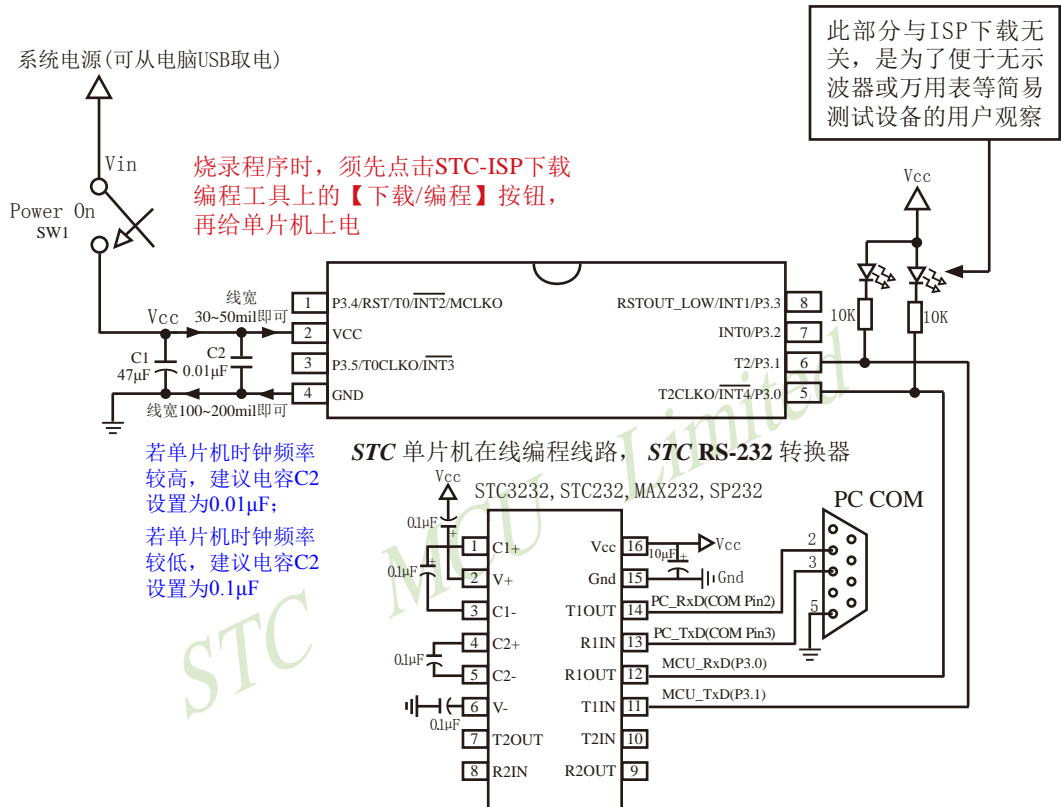 系统电源(可从电脑USB取电)
此部分与ISP下载无
关，是为了便于无示
波器或万用表等简易
测试设备的用户观察
Vin
Power On
SW1
烧录程序时，须先点击STC-ISP下载
编程工具上的【下载/编程】按钮，
再给单片机上电
Vcc
10K
10K
线宽
30~50mil即可
Vcc
C1
47μF
C2
0.01μF
线宽100~200mil即可
1 P3.4/RST/T0/INT2/MCLKO
2 VCC
3 P3.5/T0CLKO/INT3
4 GND
RSTOUT_LOW/INT1/P3.3 8
INT0/P3.2 7
T2/P3.1 6
T2CLKO/INT4/P3.0 5
若单片机时钟频率
较高，建议电容C2
设置为0.01μF；
若单片机时钟频率
较低，建议电容C2
设置为0.1μF
STC 单片机在线编程线路， STC RS-232 转换器
STC3232,STC232,MAX232,SP232
Vcc
0.1μF
+
0.1μF
+
0.1μF
0.1μF
1 C1+
2 V+
3 C1-
4 C2+
5 C2-
6 V-
7 T2OUT
8 R2IN
Vcc 16
Gnd 15
T1OUT 14
R1IN 13
R1OUT 12
T1IN 11
T2IN 10
R2OUT 9
10μF
+
Vcc
Gnd
PC_RxD(COM Pin2)
PC_TxD(COM Pin3)
MCU_RxD(P3.0)
MCU_TxD(P3.1)
PC COM
2
3
5
STC MCU Limited